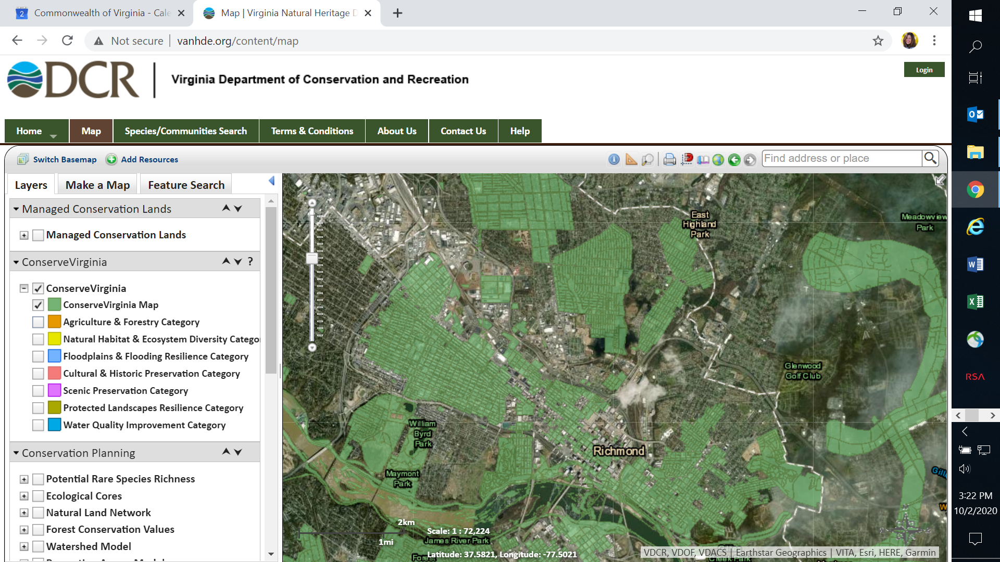 Commonwealth of Virginia - Cale
Map | Virginia Natural Heritage D
Not secure
vanhde.org/content/map
DCR
Virginia Department of Conservation and Recreation
Login
Home
Map
Species/Communities Search
Terms & Conditions
About Us
Contact Us
Help
Switch Basemap
Add Resources
Find address or place
Layers
Make a Map
Feature Search
Managed Conservation Lands
Managed Conservation Lands
ConserveVirginia
?
ConserveVirginia
ConserveVirginia Map
Agriculture & Forestry Category
Natural Habitat & Ecosystem Diversity Catego
Floodplains & Flooding Resilience Category
Cultural & Historic Preservation Category
Scenic Preservation Category
Protected Landscapes Resilience Category
Water Quality Improvement Category
Conservation Planning
Potential Rare Species Richness
Ecological Cores
Natural Land Network
Forest Conservation Values
Watershed Model
East
Highland
Park
Meadowview
Park
Glenwood
Golf Club
William
Byrd
Park
Richmond
Maymont
Park
2km
1mi
Scale: 1 : 72,224
James River Park
Latitude: 37.5821, Longitude: -77.5021
Forest
Creek Park
VDCR, VDOF, VDACS | Earthstar Geographics | VITA, Esri, HERE, Garmin
RSA
3:22 PM
10/2/2020